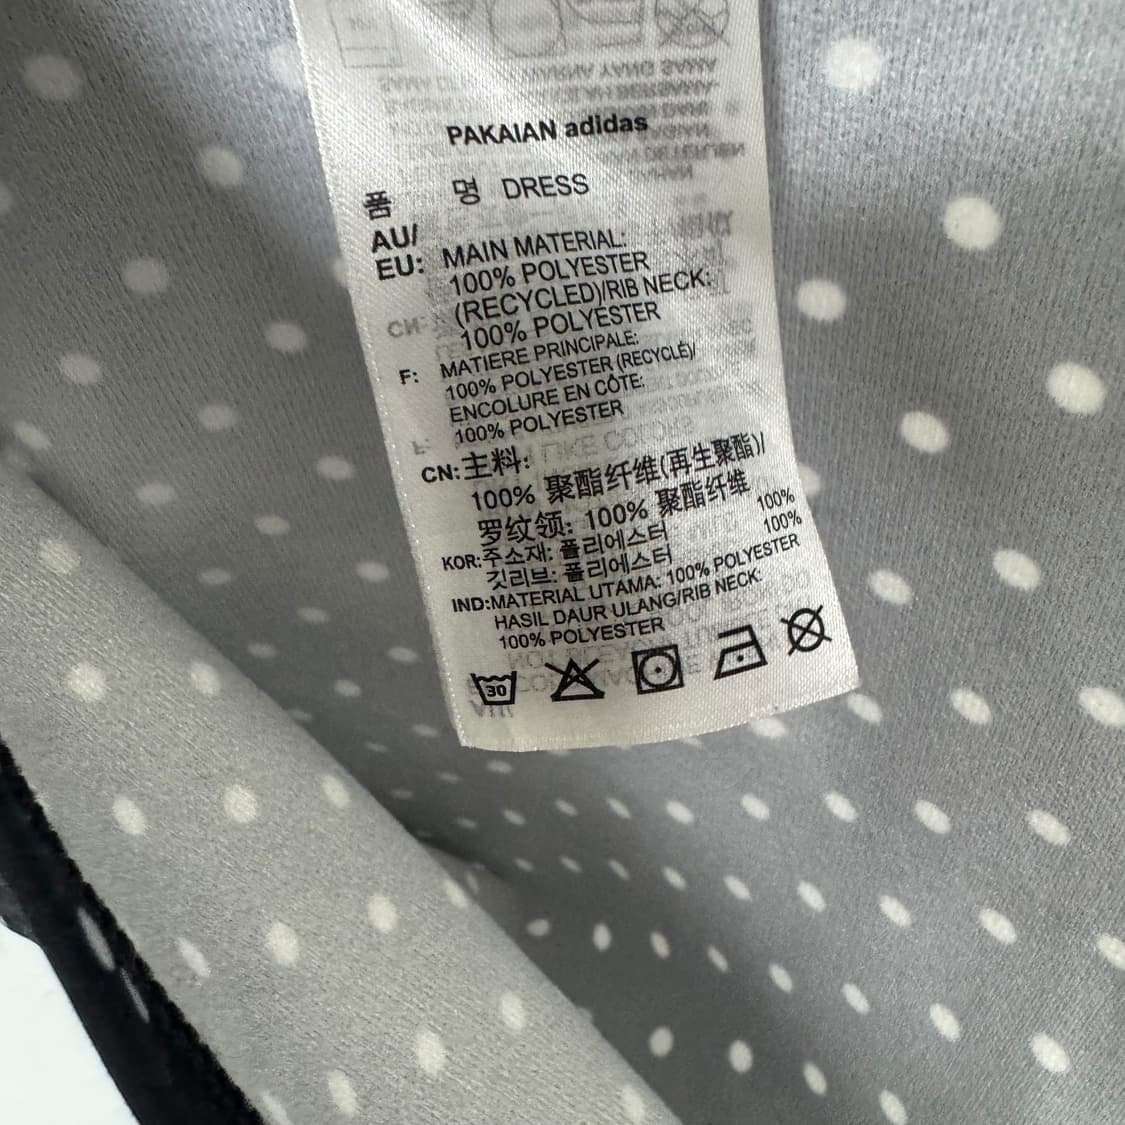 PAKAIAN adidas
품 명 DRESS
AU/
EU: MAIN MATERIAL:
100% POLYESTER
(RECYCLED)/RIB NECK:
100% POLYESTER
F: MATIERE PRINCIPALE:
100% POLYESTER (RECYCLÉ)/
ENCOLURE EN CÔTE:
100% POLYESTER
CN:主料:
100% 聚酯纤维(再生聚酯)/
罗纹领: 100% 聚酯纤维
KOR:주소재: 폴리에스터 100%
깃리브: 폴리에스터 100%
IND:MATERIAL UTAMA: 100% POLYESTER
HASIL DAUR ULANG/RIB NECK:
100% POLYESTER
30